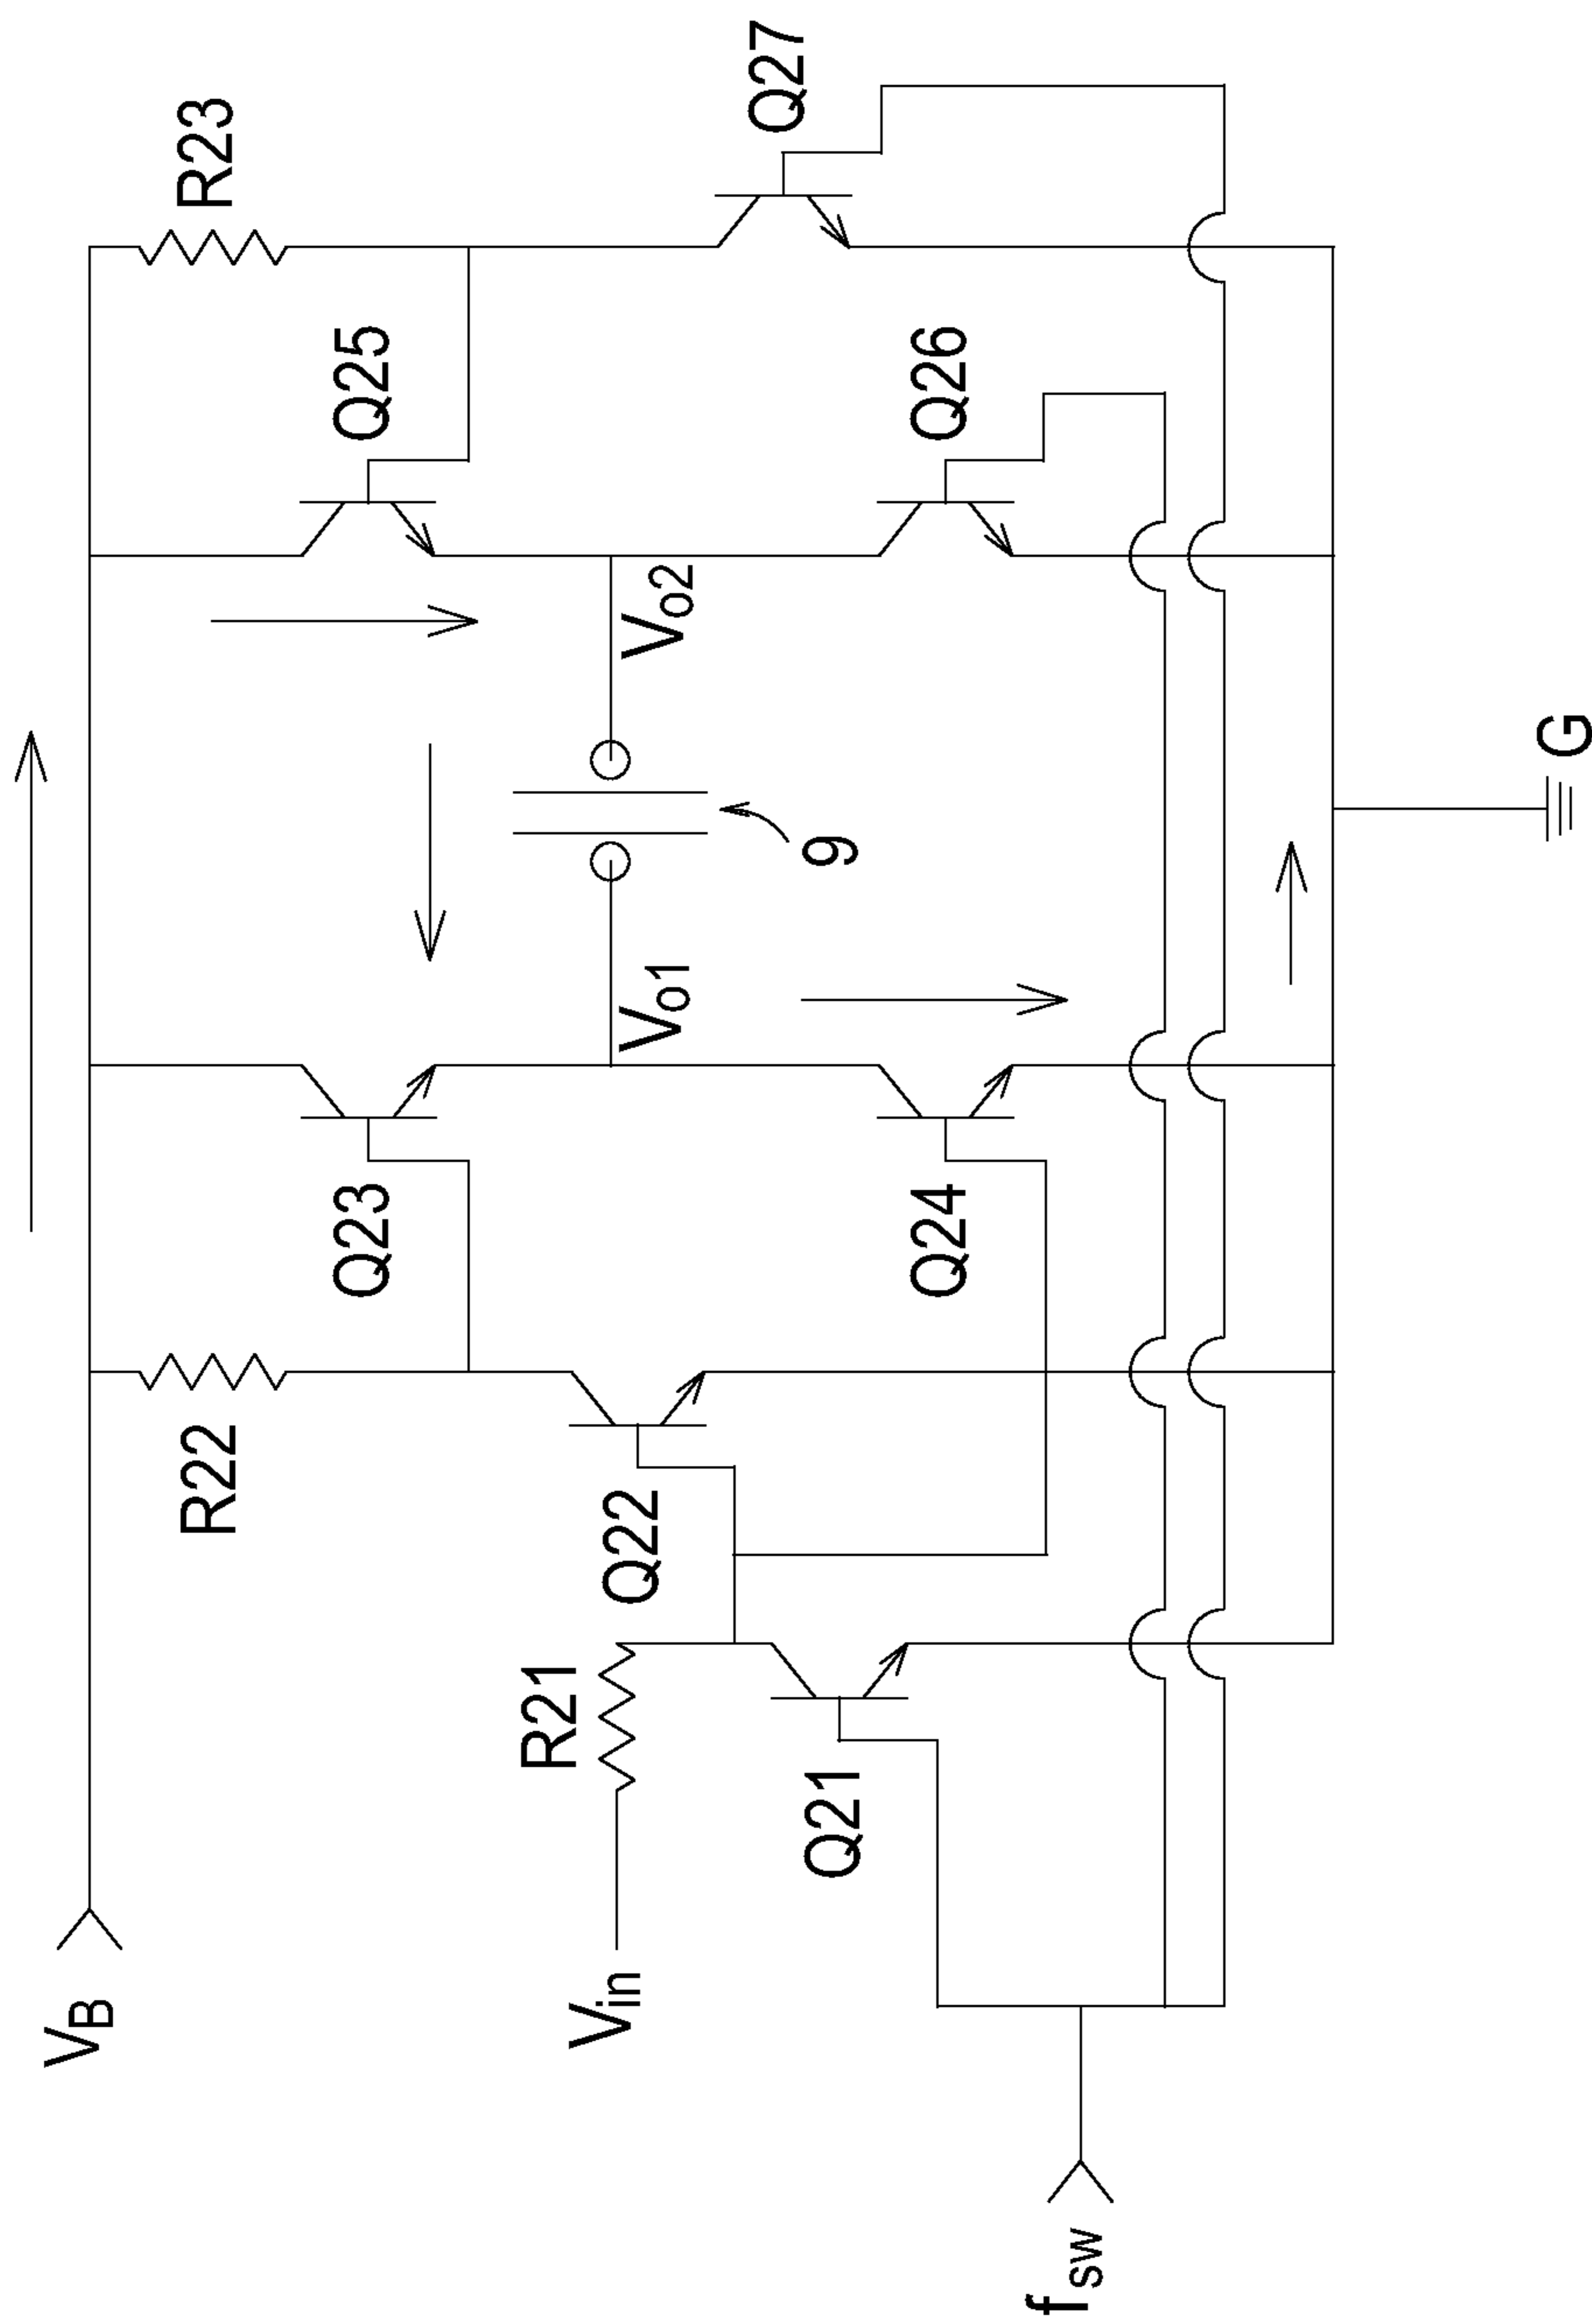 VB
R22
R23
Q23
Q25
Vin
R21
Q22
Vo1
Vo2
9
Q21
Q24
Q26
Q27
fsw
G